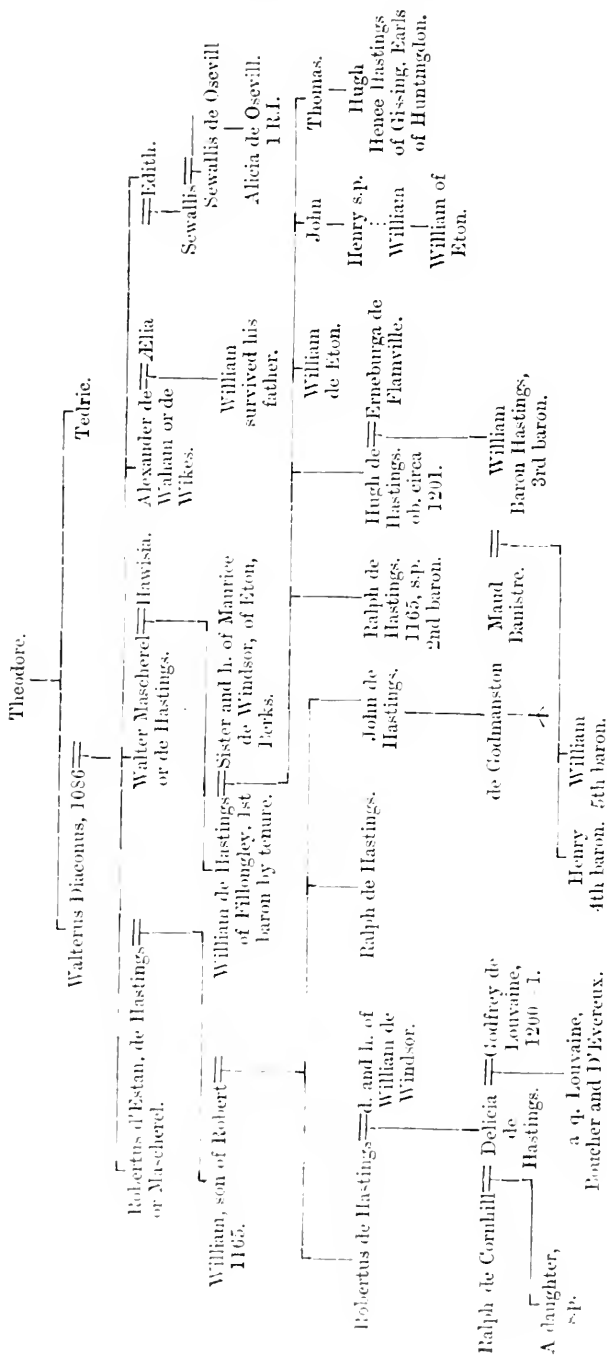 Theodore.
Walterus Diaconus, 1086
Tedric.
Robertus d'Estan, de Hastings
or Mascherel.
Walter Mascherel
or de Hastings.
Hawisia.
Alexander de
Waham or de
Wikes.
Ælia
Edith.
William, son of Robert
1165.
William de Hastings
of Fillongley, 1st
baron by tenure.
Sister and h. of Maurice
de Windsor, of Eton,
Berks.
William
survived his
father.
Sewallis
Sewallis de Osevill
Alicia de Osevill.
1 R.I.
Robertus de Hastings
d. and h. of
William de
Windsor.
Ralph de Hastings.
John de
Hastings.
Ralph de
Hastings.
1165, s.p.
2nd baron.
Hugh de
Hastings.
ob. circa
1201.
Erneburga de
Flamville.
William
de Eton.
John
Henry s.p.
William
William of
Eton.
Thomas.
Hugh
Hence Hastings
of Gissing, Earls
of Huntingdon.
Ralph de Cornhill
Delicia
de
Hastings.
Godfrey de
Louvaine,
1200-1.
de Godmanston
Maud
Banistre.
William
Baron Hastings,
3rd baron.
A daughter,
s.p.
a q. Louvaine,
Boucher and D'Evereux.
Henry
4th baron.
William
5th baron.